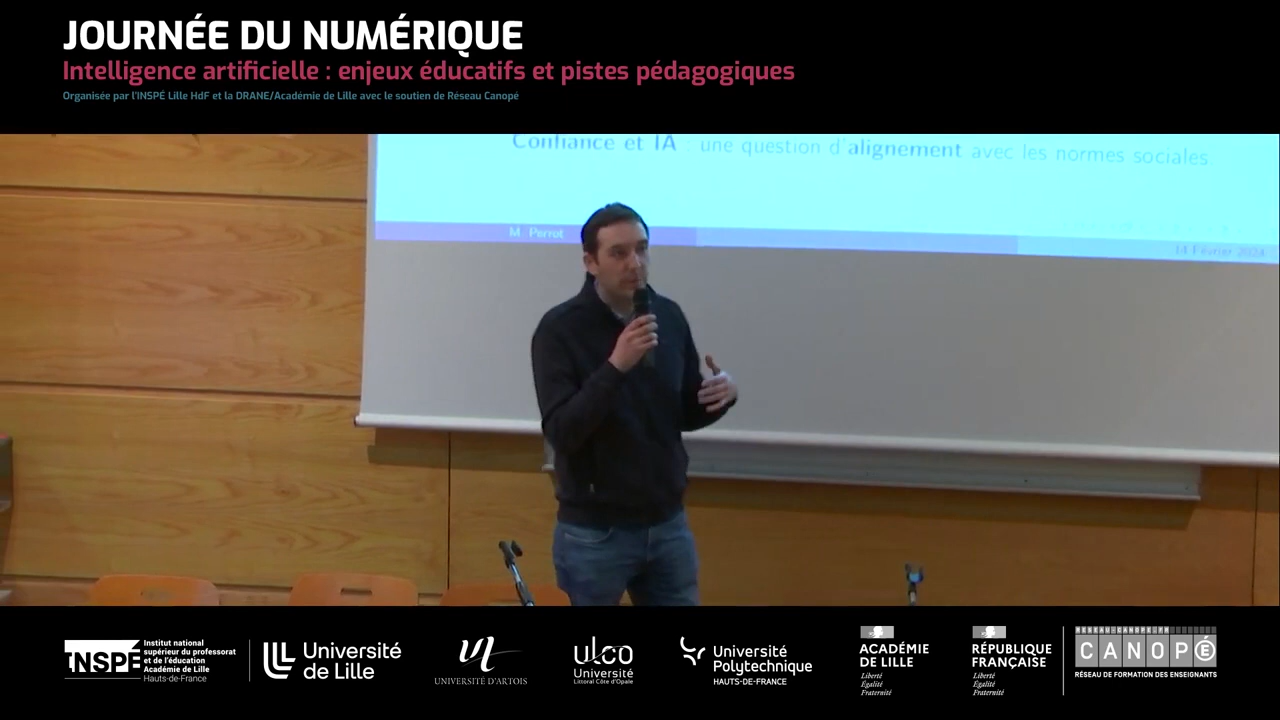 JOURNÉE DU NUMÉRIQUE
Intelligence artificielle : enjeux éducatifs et pistes pédagogiques
Organisée par l'INSPÉ Lille HdF et la DRANE/Académie de Lille avec le soutien de Réseau Canopé
Confiance et IA : une question d'alignement avec les normes sociales.
M. Perrot
14 Février 2024
INSPÉ
Institut national
supérieur du professorat
et de l'éducation
Académie de Lille
Hauts-de-France
Université
de Lille
UNIVERSITÉ D'ARTOIS
ulco
Université
Littoral Côte d'Opale
Université
Polytechnique
HAUTS-DE-FRANCE
ACADÉMIE
DE LILLE
Liberté
Égalité
Fraternité
RÉPUBLIQUE
FRANÇAISE
Liberté
Égalité
Fraternité
RESEAU-CANOPE.FR
CANOPÉ
RÉSEAU DE FORMATION DES ENSEIGNANTS